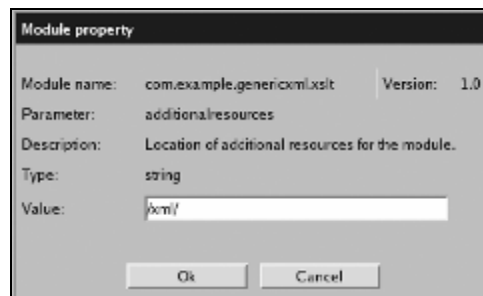 Module property
Module name: com.example.genericxml.xslt Version: 1.0
Parameter: additionalresources
Description: Location of additional resources for the module.
Type: string
Value: /xml/
Ok Cancel